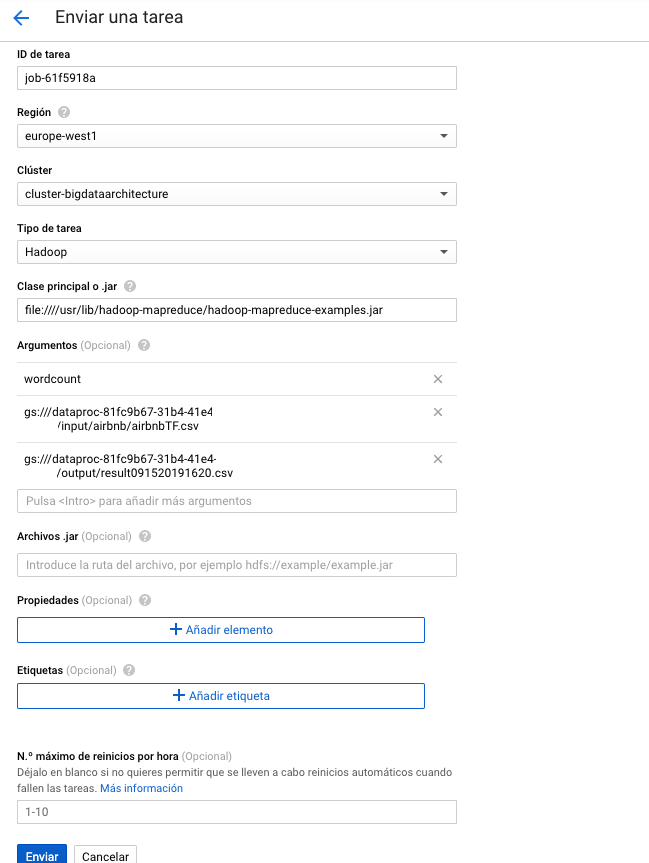 Enviar una tarea
ID de tarea
job-61f5918a
Región
europe-west1
Clúster
cluster-bigdataarchitecture
Tipo de tarea
Hadoop
Clase principal o .jar
file:////usr/lib/hadoop-mapreduce/hadoop-mapreduce-examples.jar
Argumentos (Opcional)
wordcount
gs:///dataproc-81fc9b67-31b4-41e4
/input/airbnb/airbnbTF.csv
gs:///dataproc-81fc9b67-31b4-41e4-
/output/result091520191620.csv
Pulsa <Intro> para añadir más argumentos
Archivos .jar (Opcional)
Introduce la ruta del archivo, por ejemplo hdfs://example/example.jar
Propiedades (Opcional)
+ Añadir elemento
Etiquetas (Opcional)
+ Añadir etiqueta
N.º máximo de reinicios por hora (Opcional)
Déjalo en blanco si no quieres permitir que se lleven a cabo reinicios automáticos cuando
fallen las tareas. Más información
1-10
Enviar Cancelar